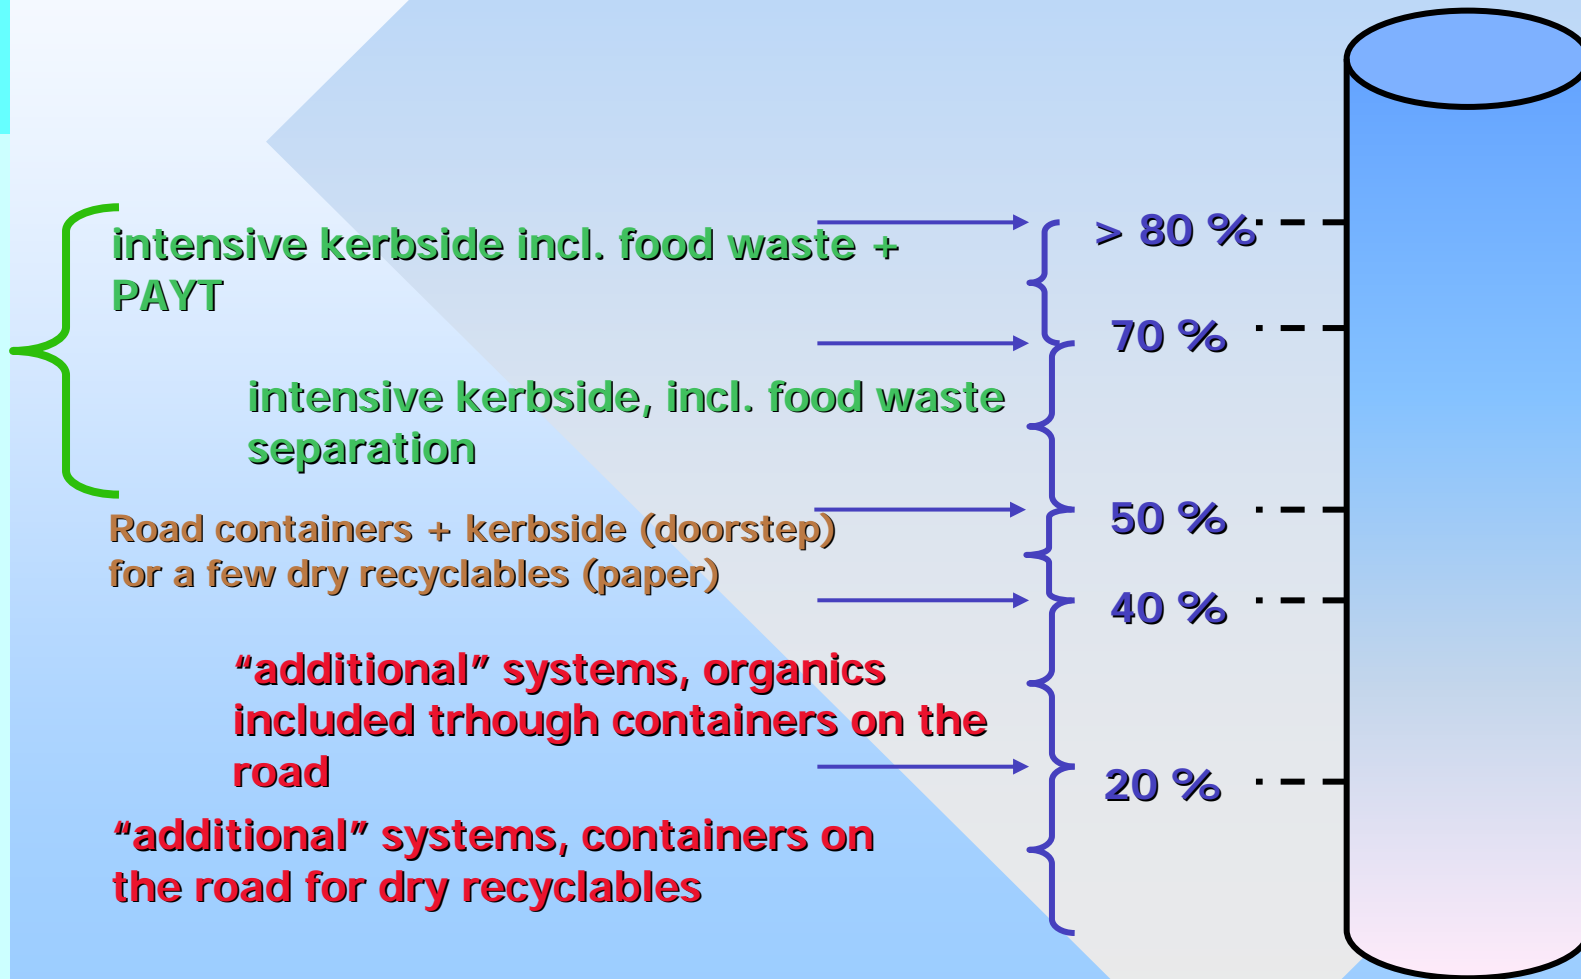 intensive kerbside incl. food waste +
PAYT
> 80 %
70 %
intensive kerbside, incl. food waste
separation
50 %
Road containers + kerbside (doorstep)
for a few dry recyclables (paper)
40 %
“additional” systems, organics
included trhough containers on the
road
20 %
“additional” systems, containers on
the road for dry recyclables